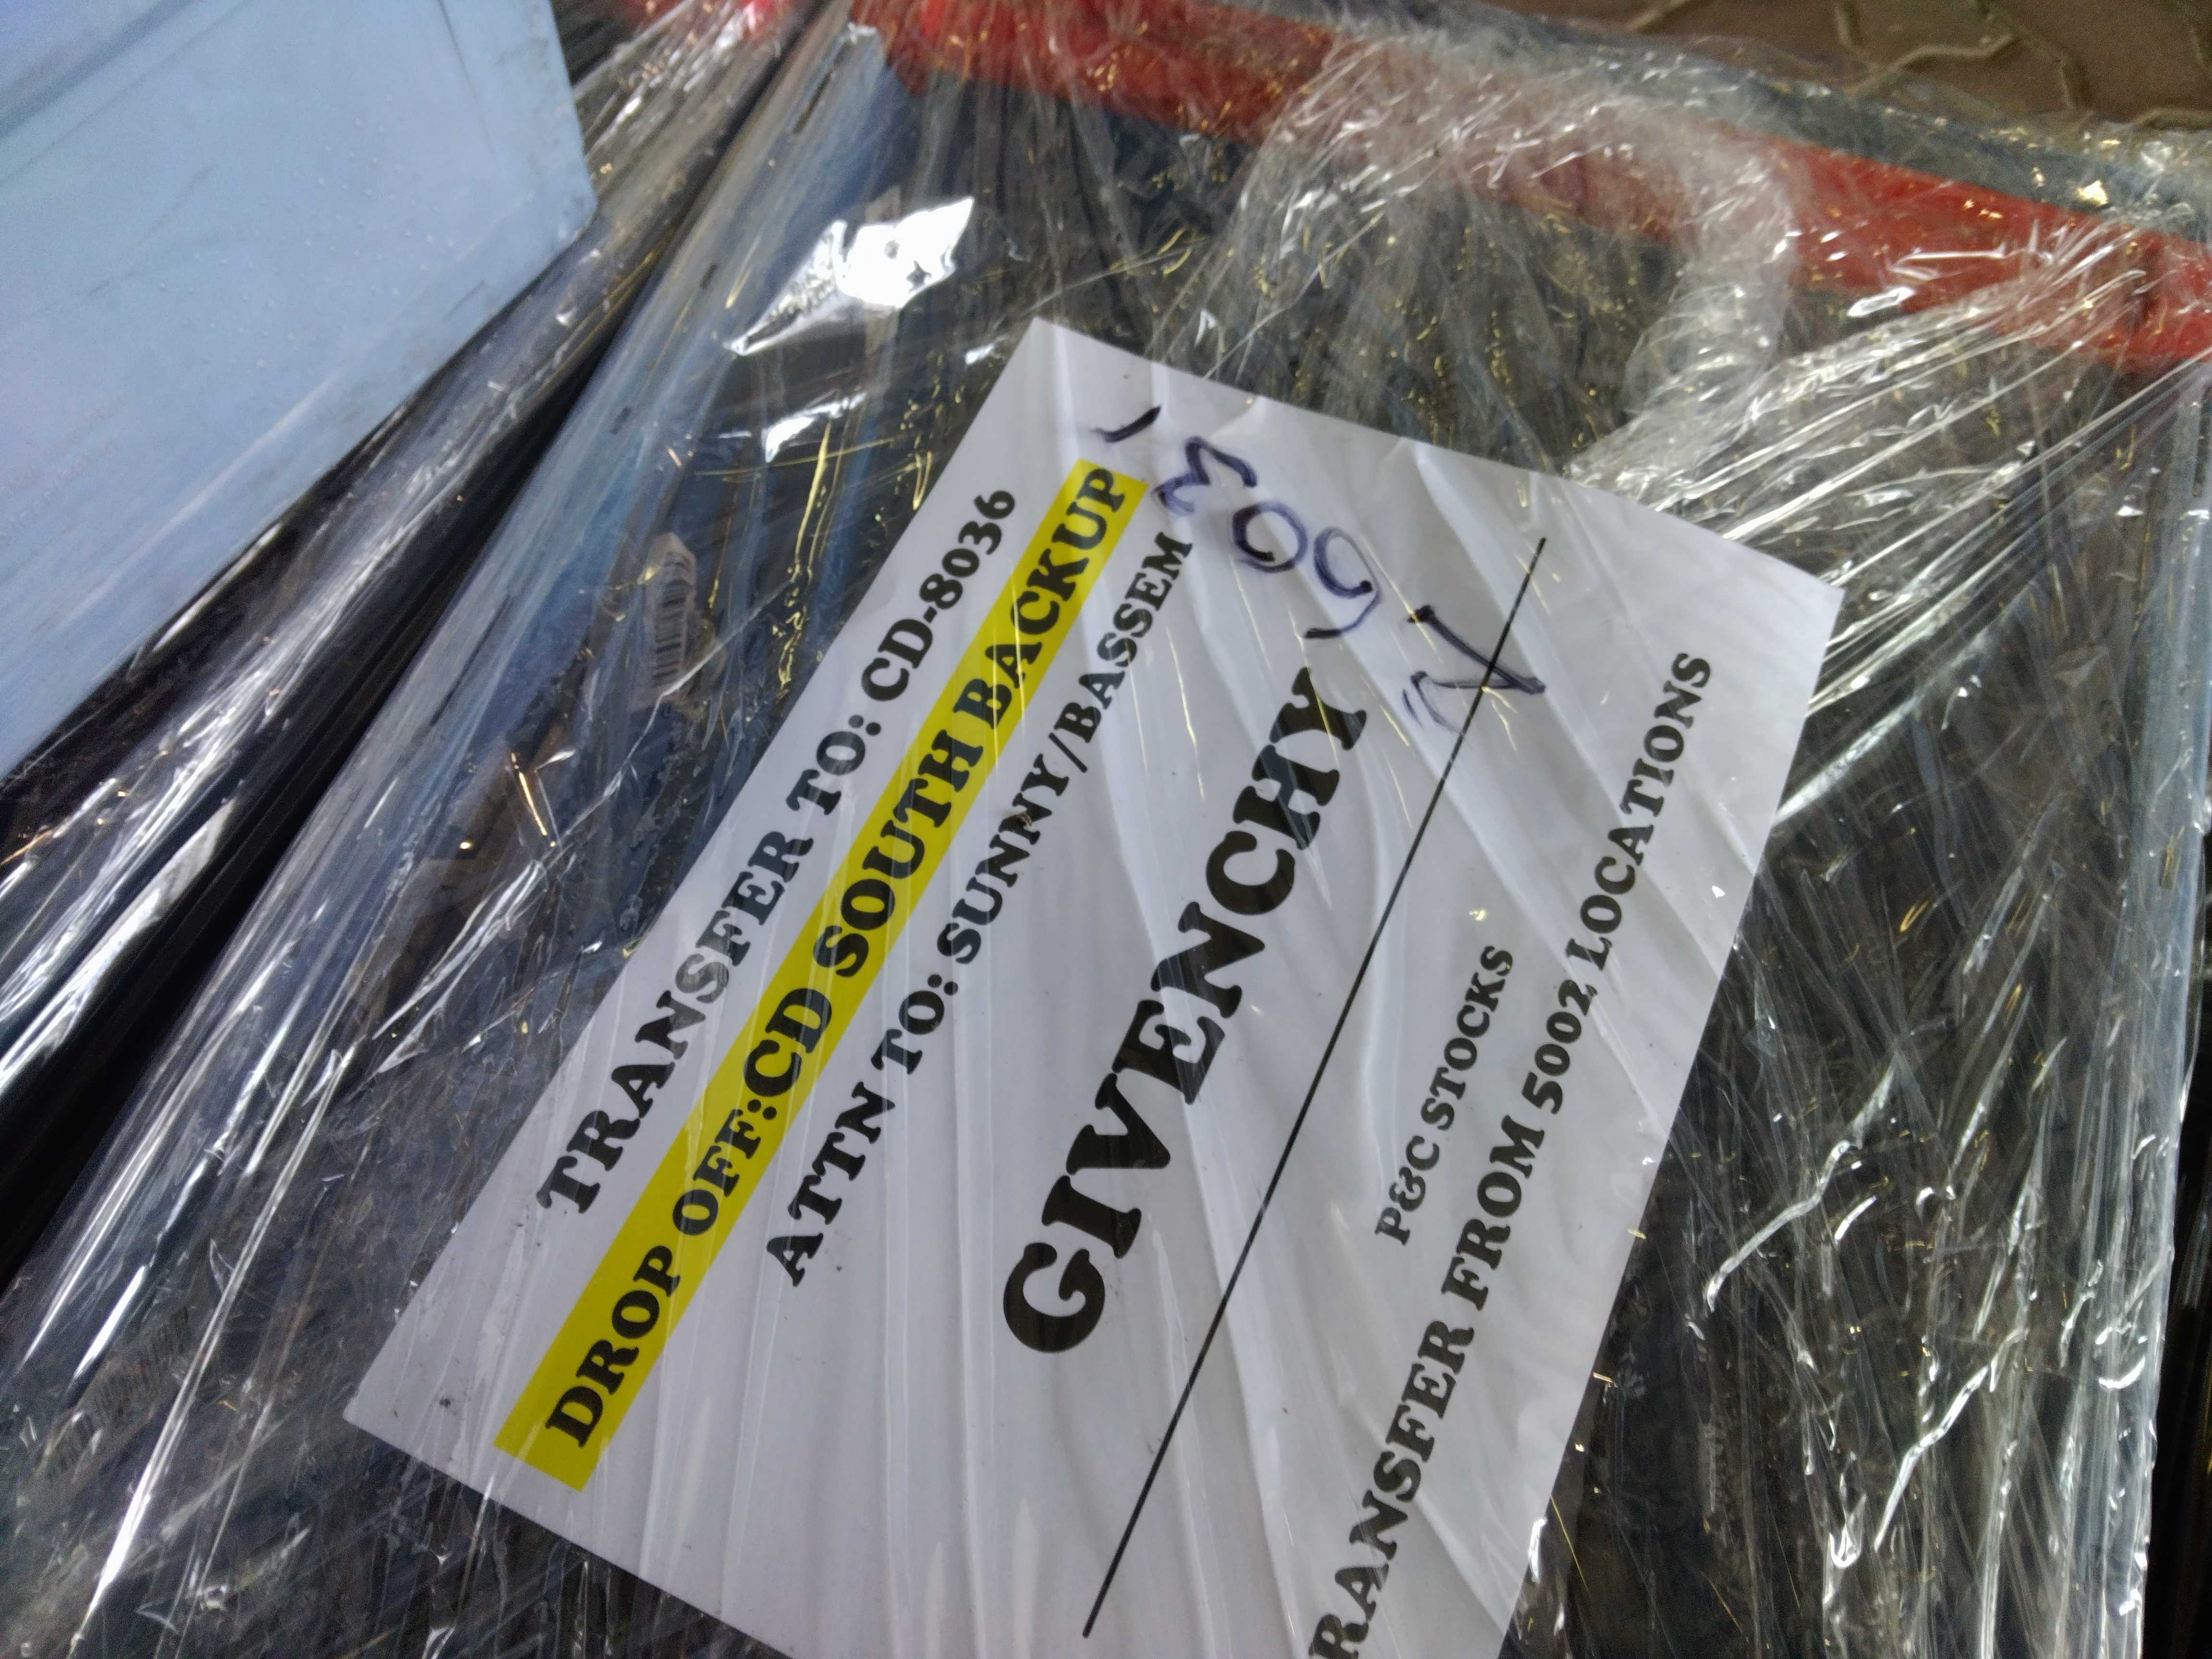 TRANSFER TO: CD-8036
DROP OFF:CD SOUTH BACKUP
ATTN TO: SUNNY/BASSEM
GIVENCHY
P&C STOCKS
RANSFER FROM 5002 LOCATIONS